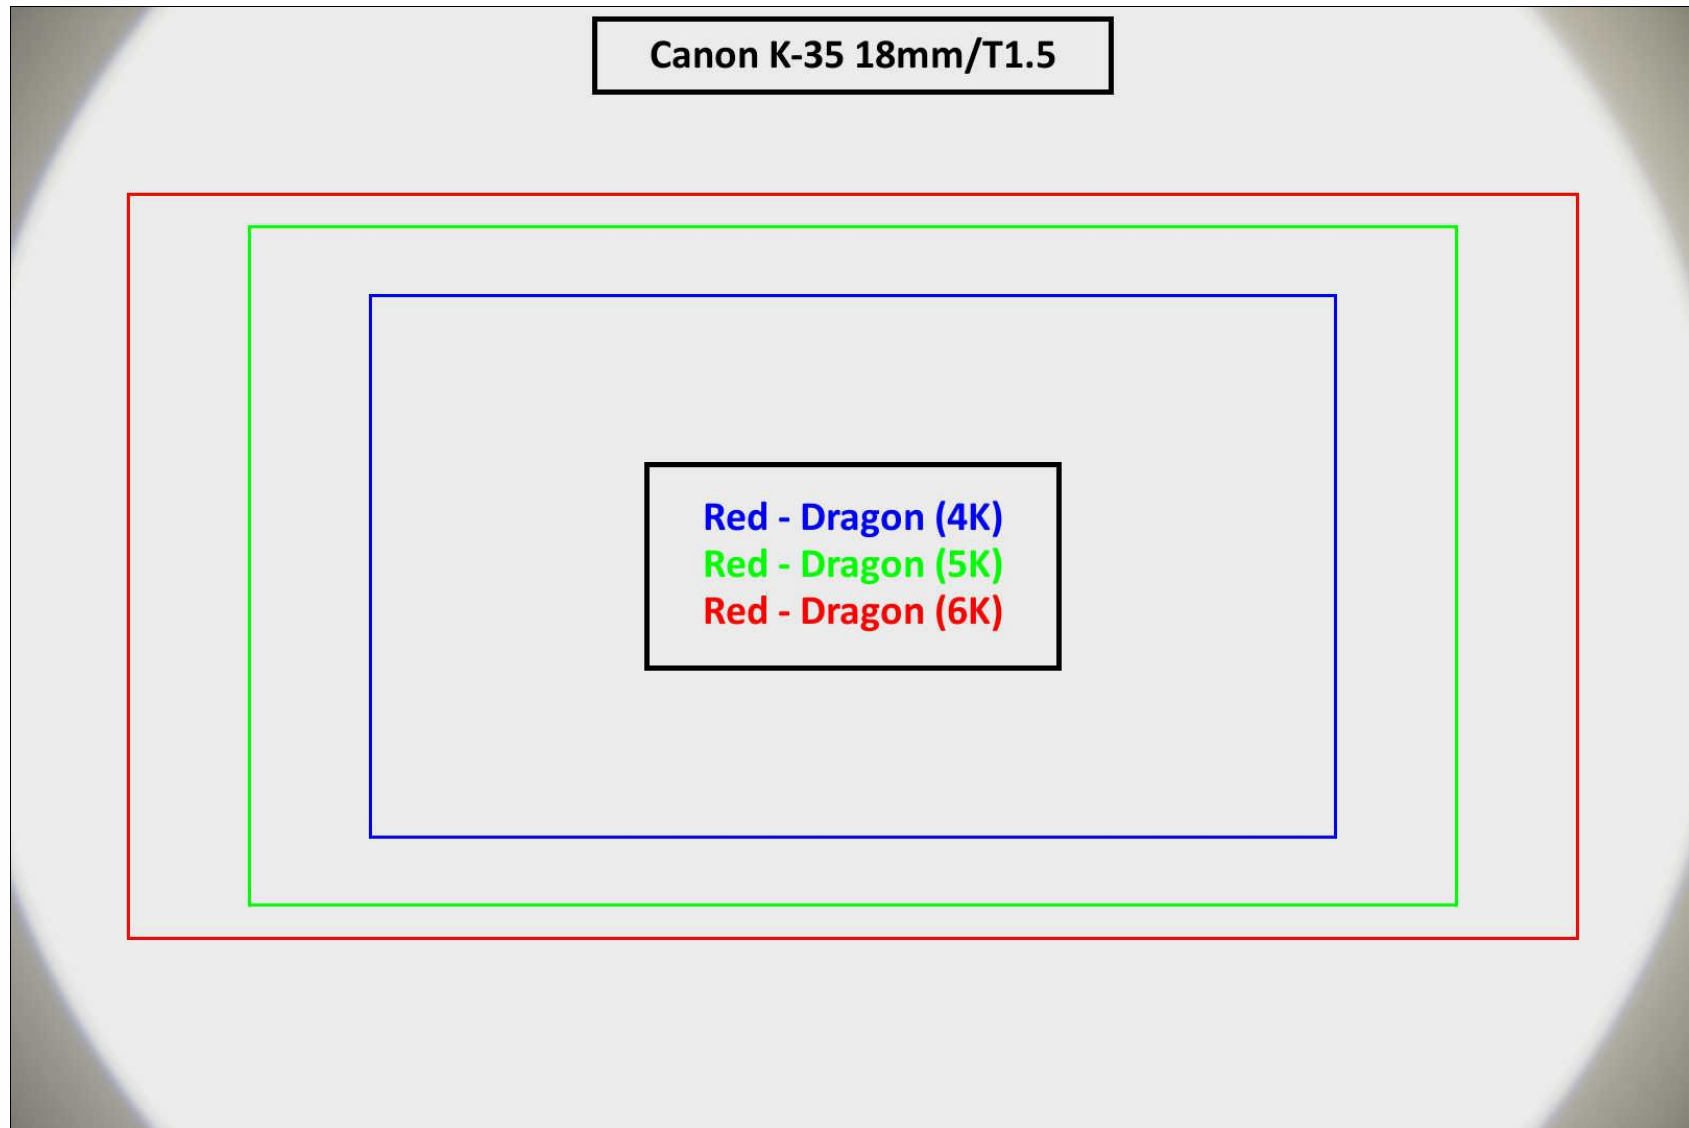 Canon K-35 18mm/T1.5
Red - Dragon (4K)
Red - Dragon (5K)
Red - Dragon (6K)